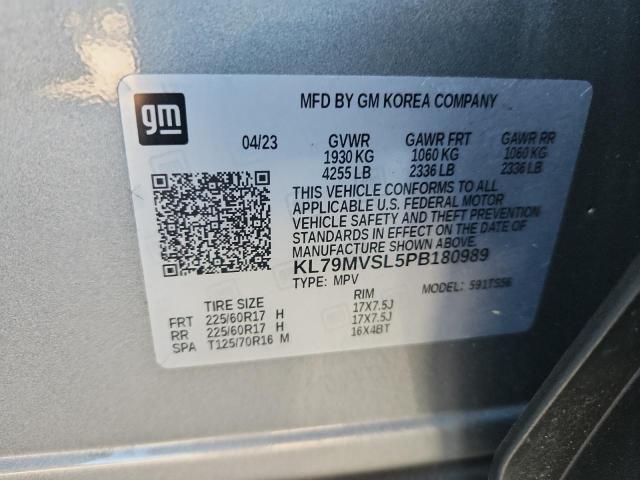 gm
MFD BY GM KOREA COMPANY
04/23 GVWR GAWR FRT GAWR RR
1930 KG 1060 KG 1060 KG
4255 LB 2336 LB 2336 LB
THIS VEHICLE CONFORMS TO ALL
APPLICABLE U.S. FEDERAL MOTOR
VEHICLE SAFETY AND THEFT PREVENTION
STANDARDS IN EFFECT ON THE DATE OF
MANUFACTURE SHOWN ABOVE.
KL79MVSL5PB180989
TYPE: MPV MODEL: 591TS56
TIRE SIZE RIM
FRT 225/60R17 H 17X7.5J
RR 225/60R17 H 17X7.5J
SPA T125/70R16 M 16X4BT